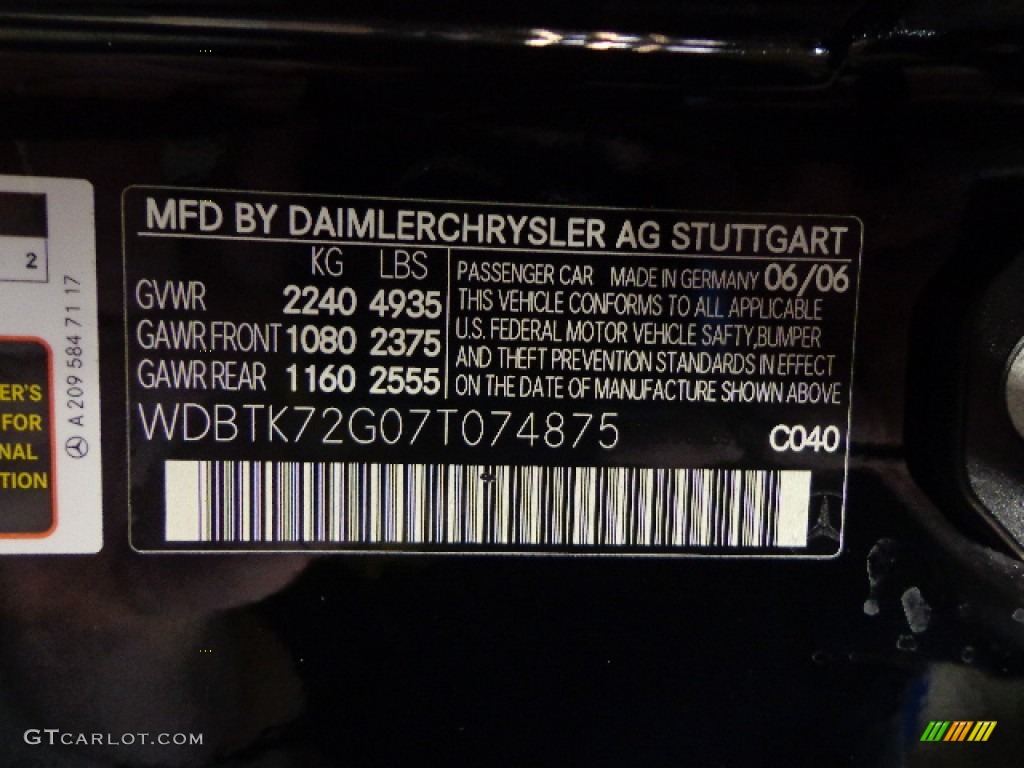 2
A 209 584 71 17
ER'S
FOR
NAL
TION
MFD BY DAIMLERCHRYSLER AG STUTTGART
KG LBS
GVWR 2240 4935
GAWR FRONT 1080 2375
GAWR REAR 1160 2555
PASSENGER CAR MADE IN GERMANY 06/06
THIS VEHICLE CONFORMS TO ALL APPLICABLE
U.S. FEDERAL MOTOR VEHICLE SAFTY,BUMPER
AND THEFT PREVENTION STANDARDS IN EFFECT
ON THE DATE OF MANUFACTURE SHOWN ABOVE
WDBTK72G07T074875 C040
GTCARLOT.COM